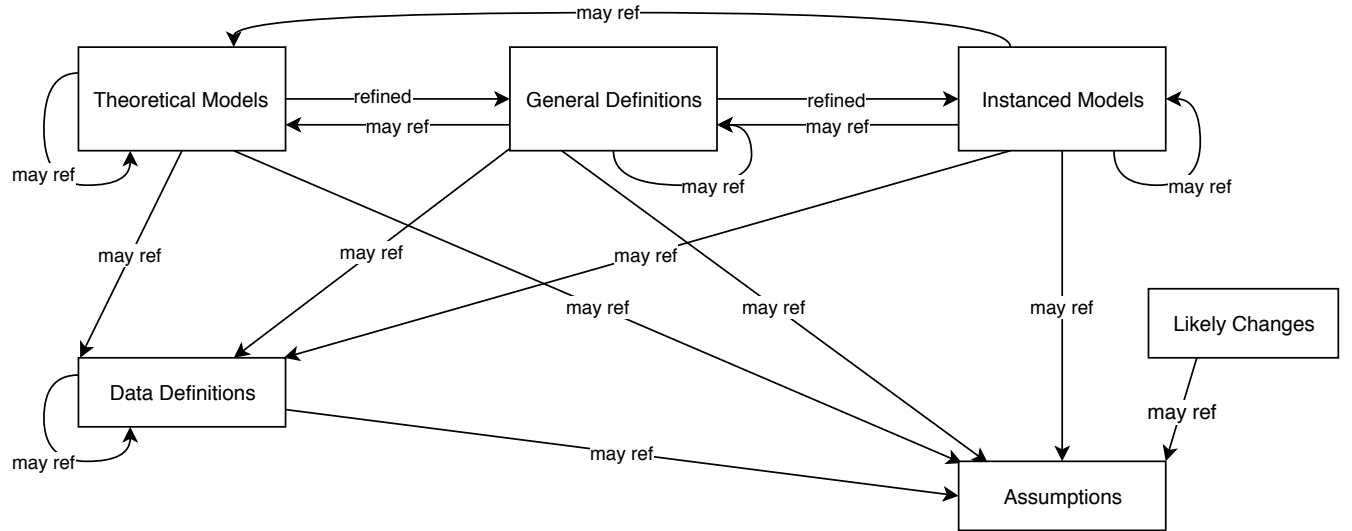 may ref
Theoretical Models
refined
General Definitions
refined
Instanced Models
may ref
may ref
may ref
may ref
may ref
may ref
may ref
may ref
may ref
may ref
may ref
Likely Changes
may ref
Data Definitions
may ref
may ref
Assumptions